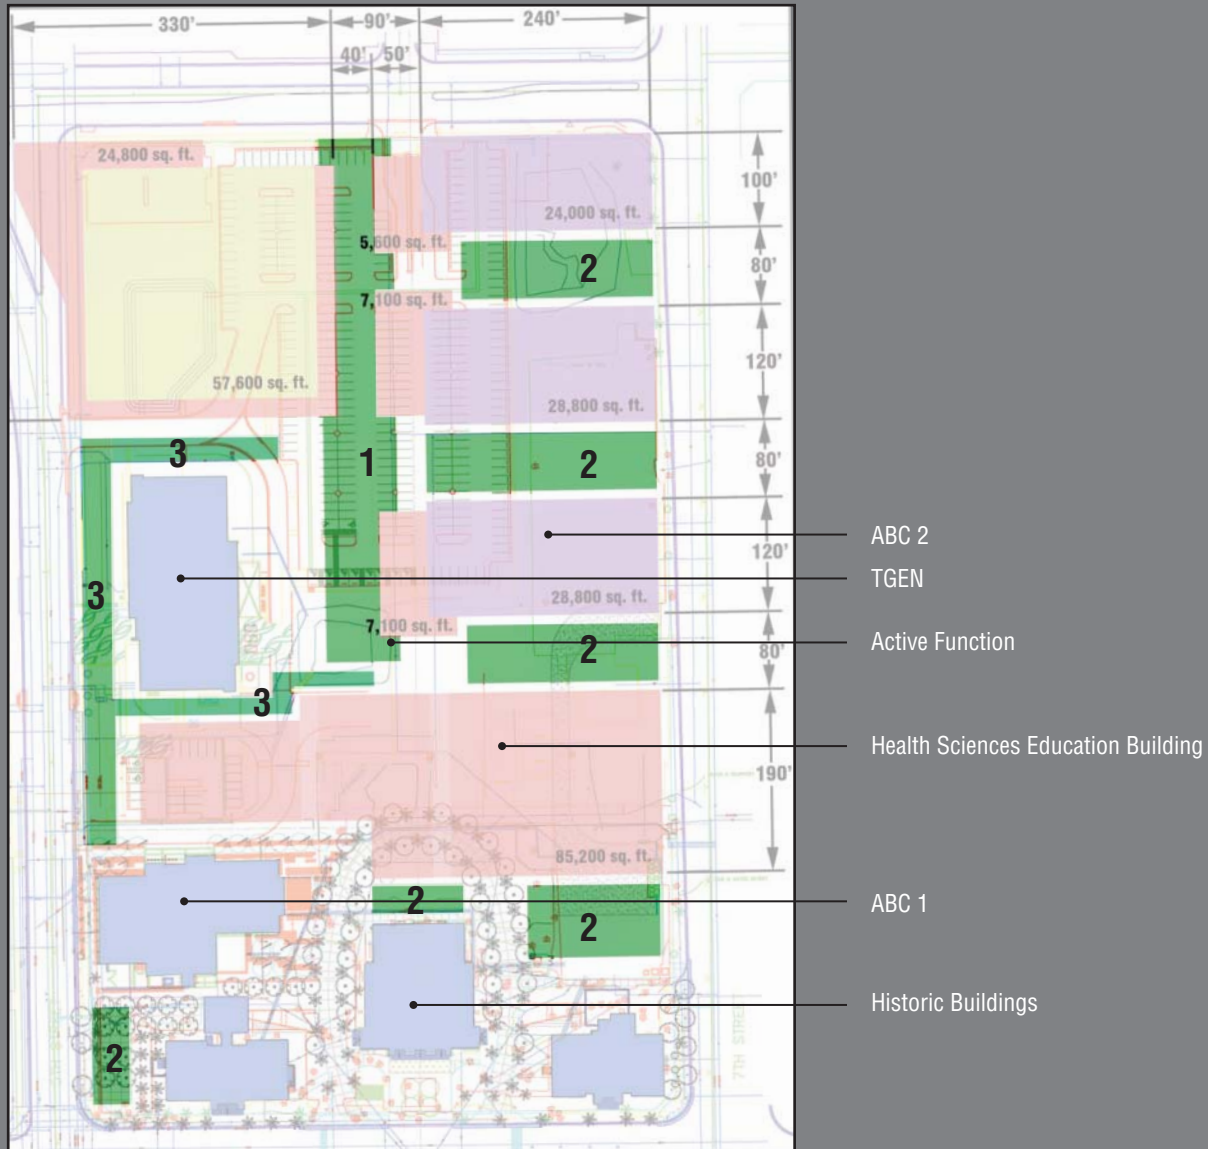 330'
90'
240'
40'
50'
24,800 sq. ft.
100'
24,000 sq. ft.
5,600 sq. ft.
2
80'
7,100 sq. ft.
120'
57,600 sq. ft.
28,800 sq. ft.
3
1
2
80'
ABC 2
120'
TGEN
3
28,800 sq. ft.
7,100 sq. ft.
Active Function
2
80'
3
Health Sciences Education Building
190'
85,200 sq. ft.
2
ABC 1
2
Historic Buildings
2
7TH STREET